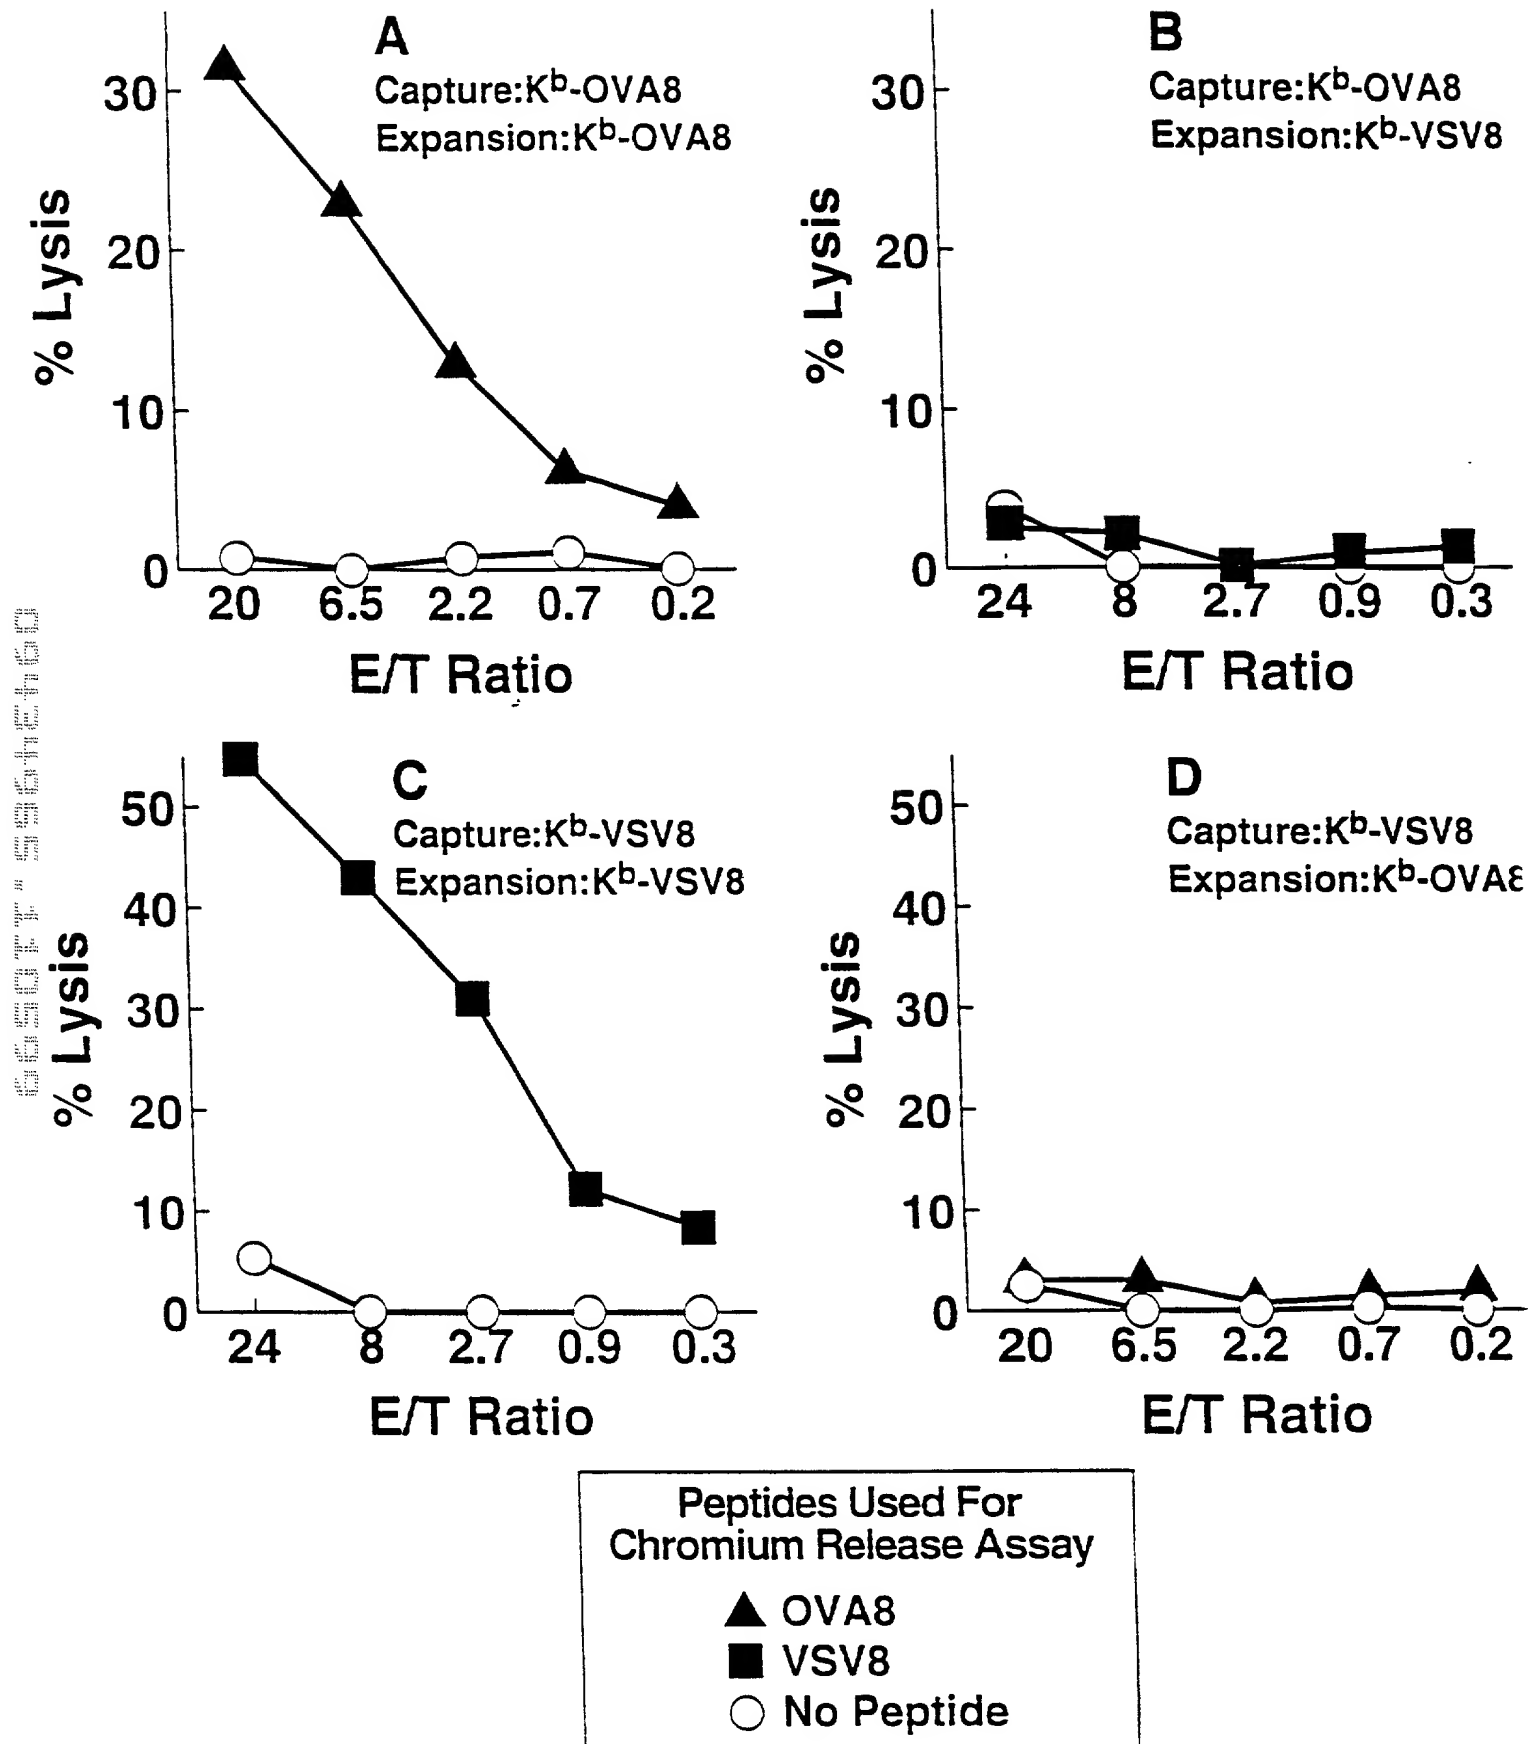 A
Capture:Kb-OVA8
Expansion:Kb-OVA8
% Lysis
30
20
10
0
20 6.5 2.2 0.7 0.2
E/T Ratio
B
Capture:Kb-OVA8
Expansion:Kb-VSV8
% Lysis
30
20
10
0
24 8 2.7 0.9 0.3
E/T Ratio
C
Capture:Kb-VSV8
Expansion:Kb-VSV8
% Lysis
50
40
30
20
10
0
24 8 2.7 0.9 0.3
E/T Ratio
D
Capture:Kb-VSV8
Expansion:Kb-OVA8
% Lysis
50
40
30
20
10
0
20 6.5 2.2 0.7 0.2
E/T Ratio
Peptides Used For
Chromium Release Assay
OVA8
VSV8
No Peptide